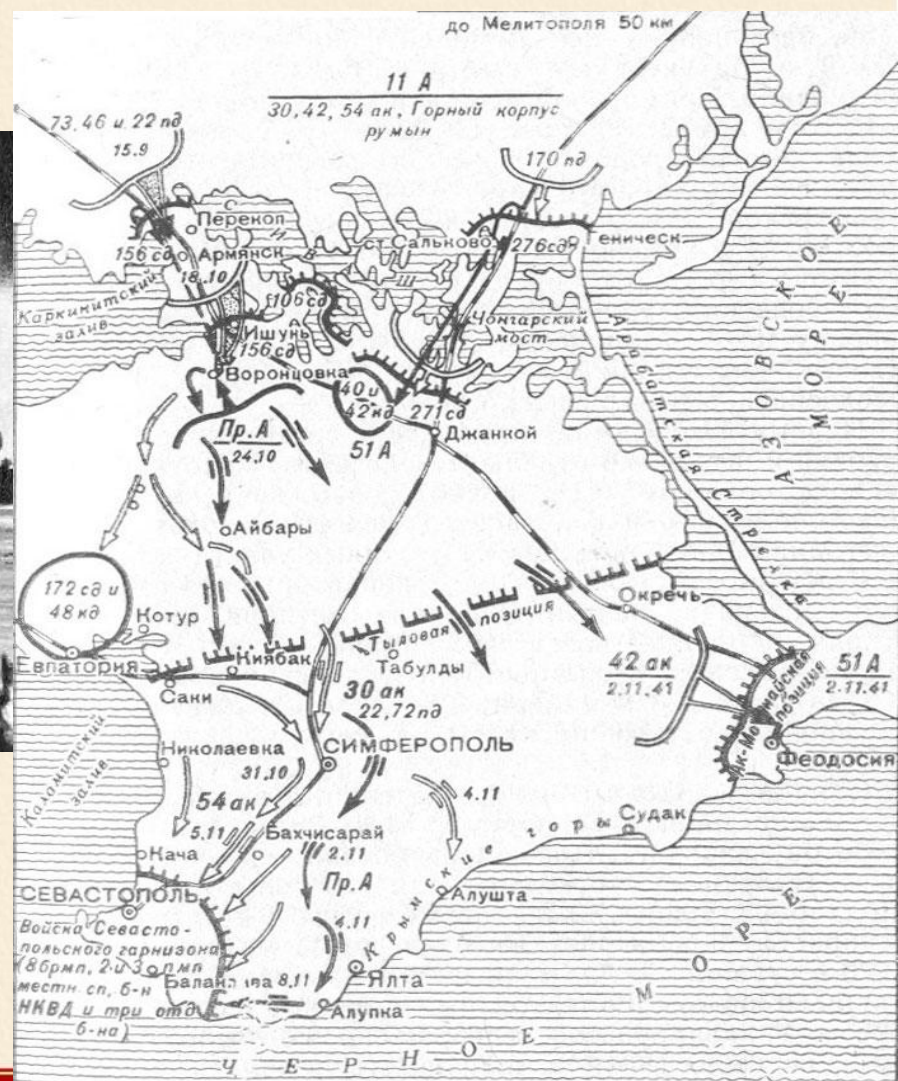 до Мелитополя 50 км
11 А
30, 42, 54 ак, Горный корпус
румын
73, 46 и 22 пд
15.9
170 пд
Перекоп
ст. Сальково
276 сд
Геническ
156 сд
Армянск
18.10
С И В А Ш
Каркинитский
залив
106 сд
Чонгарский
мост
Ишунь
156 сд
Воронцовка
40 и
42 кд
271 сд
Джанкой
Пр. А
24.10
51 А
Арабатская Стрелка
АЗОВСКОЕ
МОРЕ
Айбары
172 сд и
48 кд
Котур
Окречь
Тыловая позиция
Евпатория
Киябак
Табулды
Саки
30 ак
22, 72 пд
42 ак
2.11.41
51 А
2.11.41
позиция
Николаевка
СИМФЕРОПОЛЬ
Феодосия
31.10
Каламитский
залив
54 ак
4.11
5.11
Бахчисарай
Судак
Кача
2.11
Крымские горы
СЕВАСТОПОЛЬ
Пр. А
Алушта
Войска Севасто-
польского гарнизона
(8брмп, 2 и 3 пмп
местн. сп, б-н
НКВД и три отд
б-на)
4.11
8.11
Ялта
Алупка
ЧЕРНОЕ МОРЕ